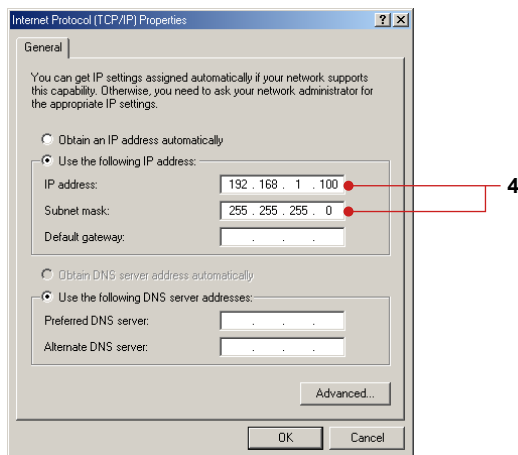 Internet Protocol (TCP/IP) Properties
General
You can get IP settings assigned automatically if your network supports
this capability. Otherwise, you need to ask your network administrator for
the appropriate IP settings.
Obtain an IP address automatically
Use the following IP address:
IP address: 192 . 168 . 1 . 100
4
Subnet mask: 255 . 255 . 255 . 0
Default gateway: . . .
Obtain DNS server address automatically
Use the following DNS server addresses:
Preferred DNS server: . . .
Alternate DNS server: . . .
Advanced...
OK Cancel